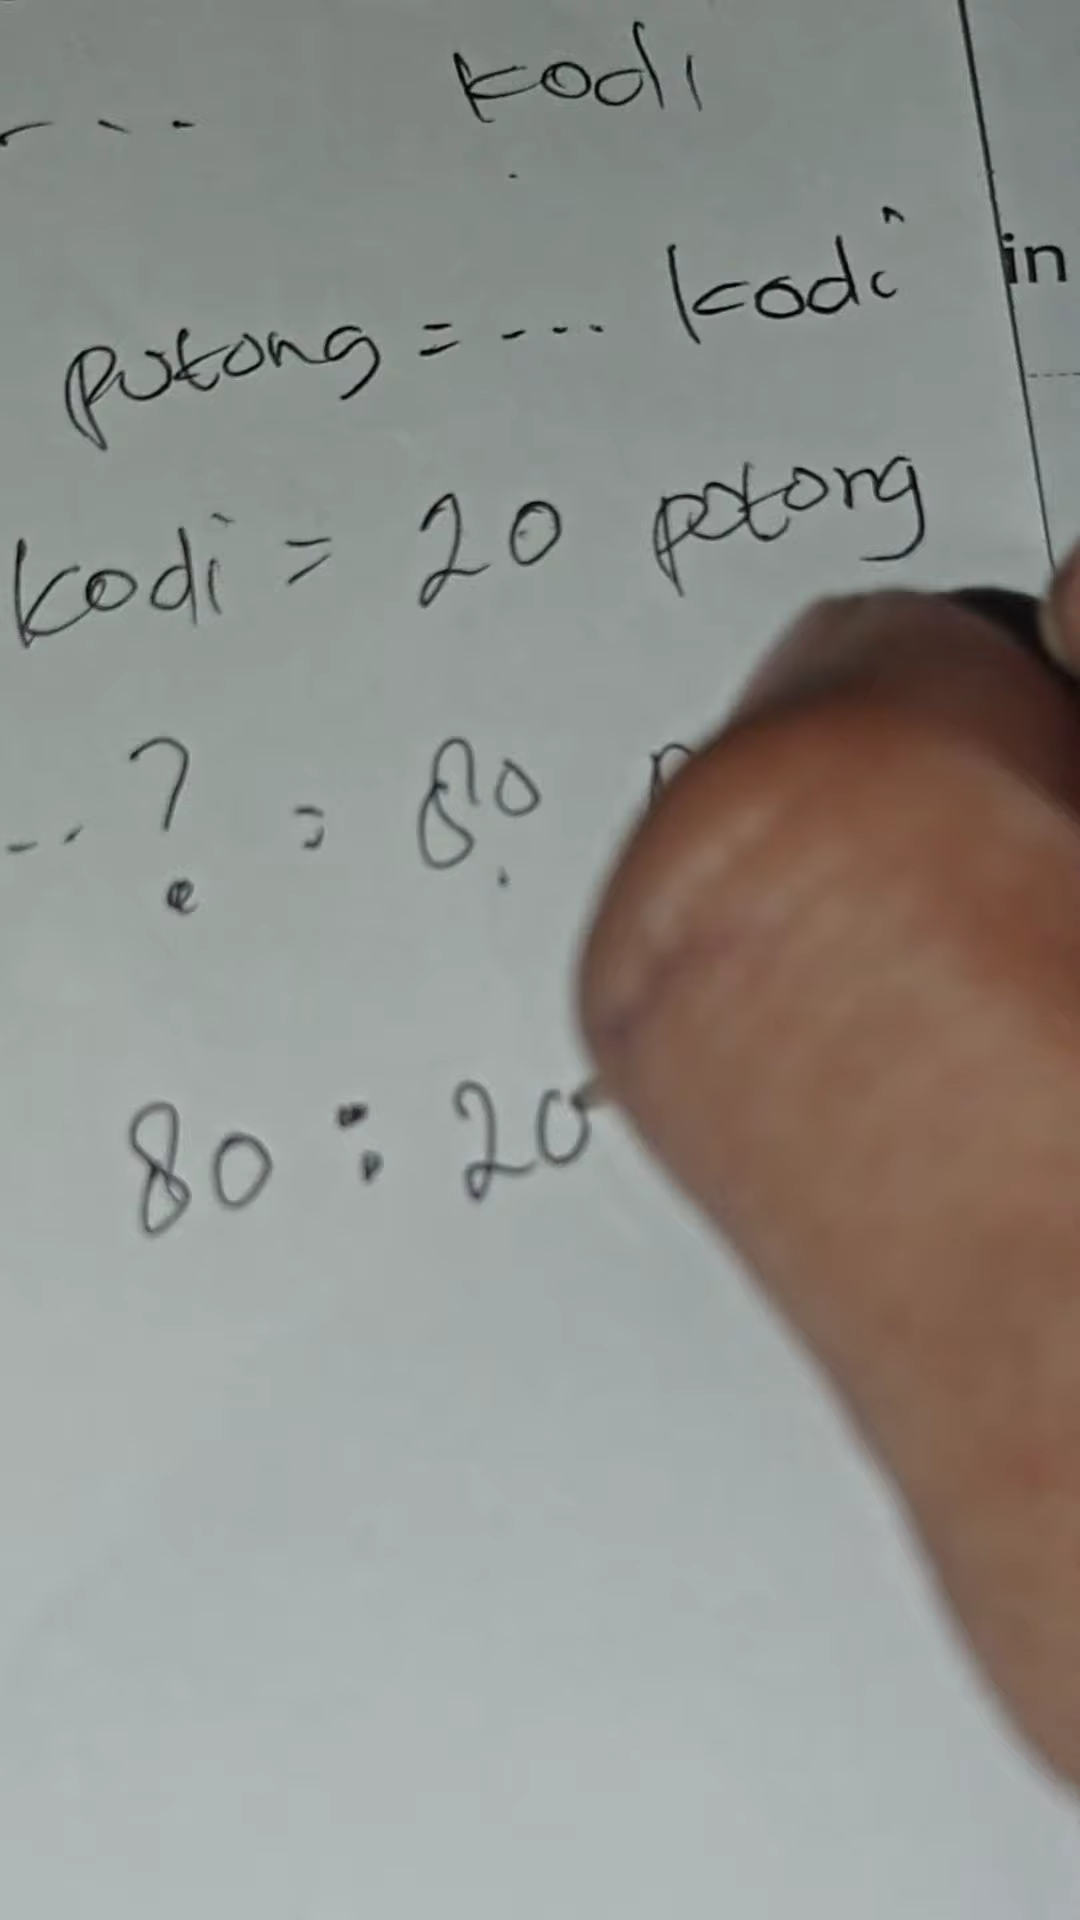 ... kodi
potong = .... kodi
in
kodi = 20 potong
... ? = 80
80 : 20